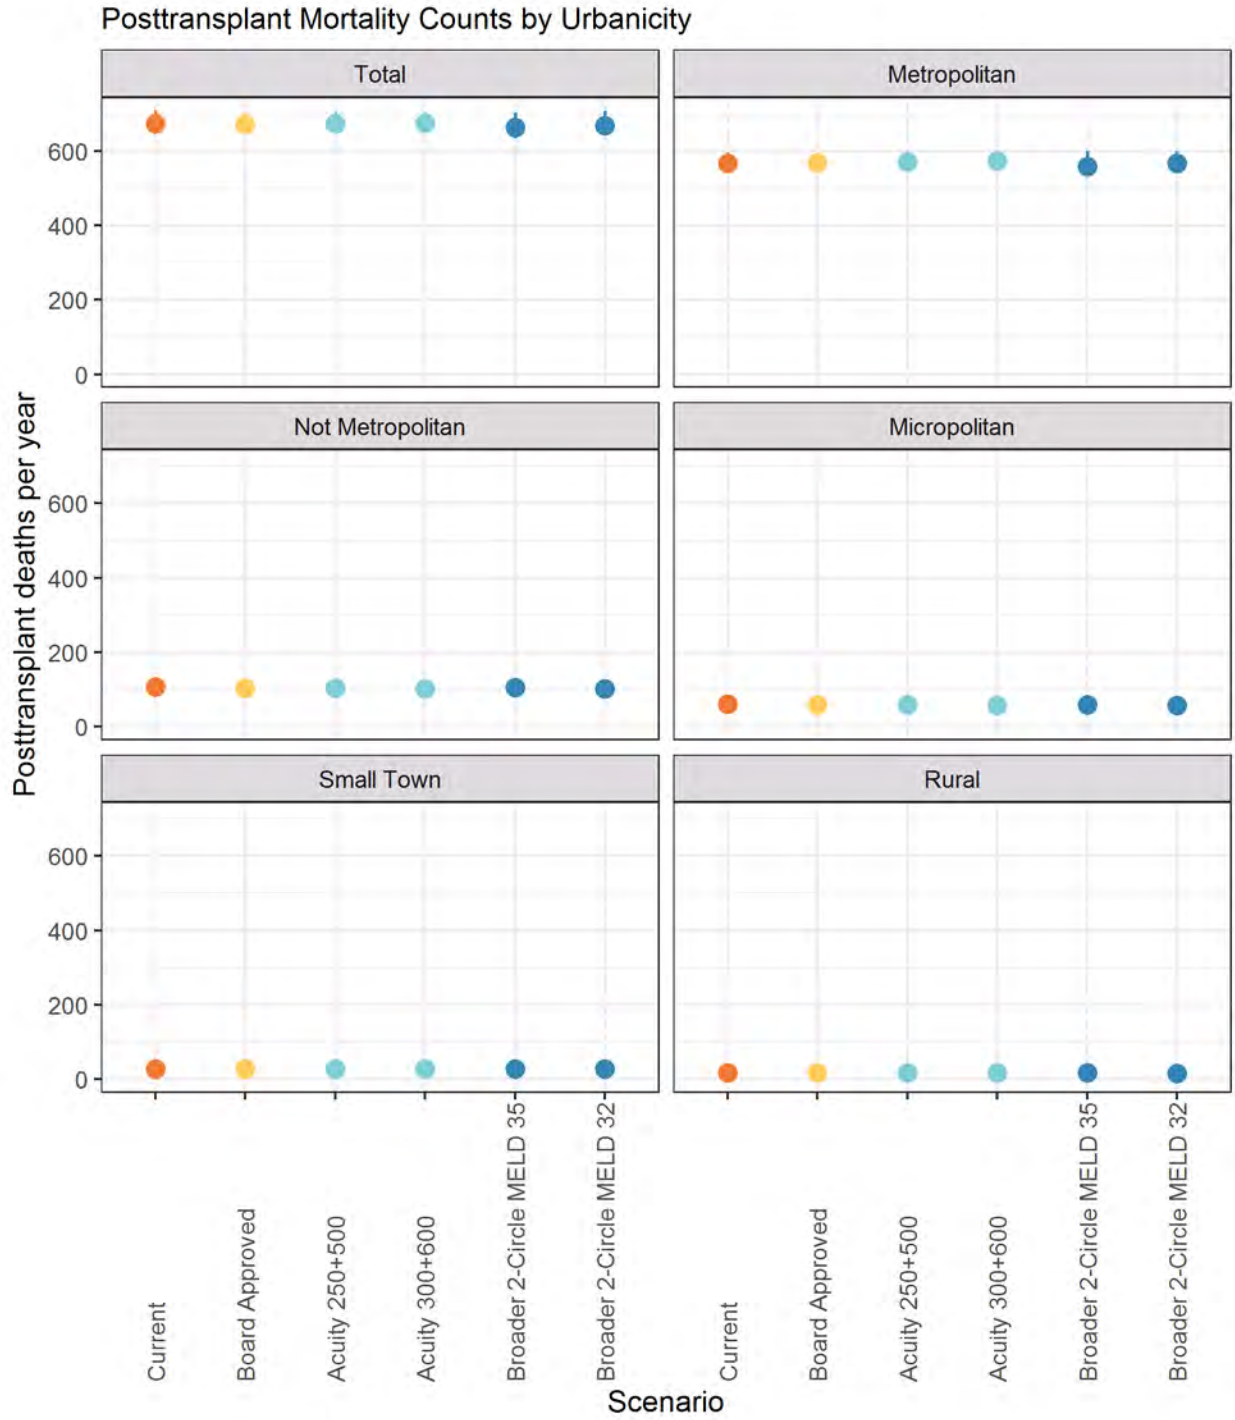 Posttransplant Mortality Counts by Urbanicity
Total
Metropolitan
600
400
200
0
Not Metropolitan
Micropolitan
600
400
200
0
Small Town
Rural
600
400
200
0
Posttransplant deaths per year
Current
Board Approved
Acuity 250+500
Acuity 300+600
Broader 2-Circle MELD 35
Broader 2-Circle MELD 32
Current
Board Approved
Acuity 250+500
Acuity 300+600
Broader 2-Circle MELD 35
Broader 2-Circle MELD 32
Scenario